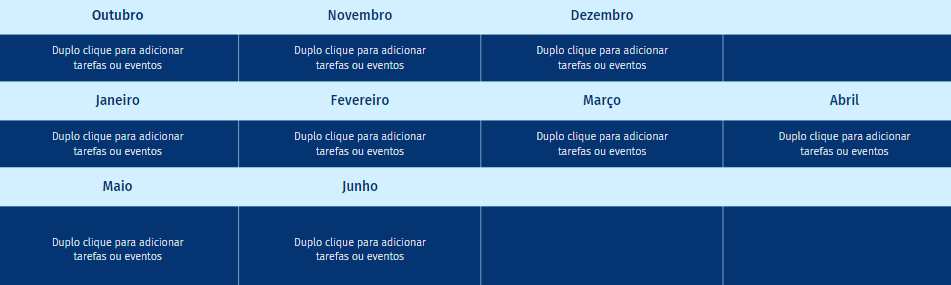 Outubro Novembro Dezembro
Duplo clique para adicionar Duplo clique para adicionar Duplo clique para adicionar
tarefas ou eventos tarefas ou eventos tarefas ou eventos
Janeiro Fevereiro Março Abril
Duplo clique para adicionar Duplo clique para adicionar Duplo clique para adicionar Duplo clique para adicionar
tarefas ou eventos tarefas ou eventos tarefas ou eventos tarefas ou eventos
Maio Junho
Duplo clique para adicionar Duplo clique para adicionar
tarefas ou eventos tarefas ou eventos